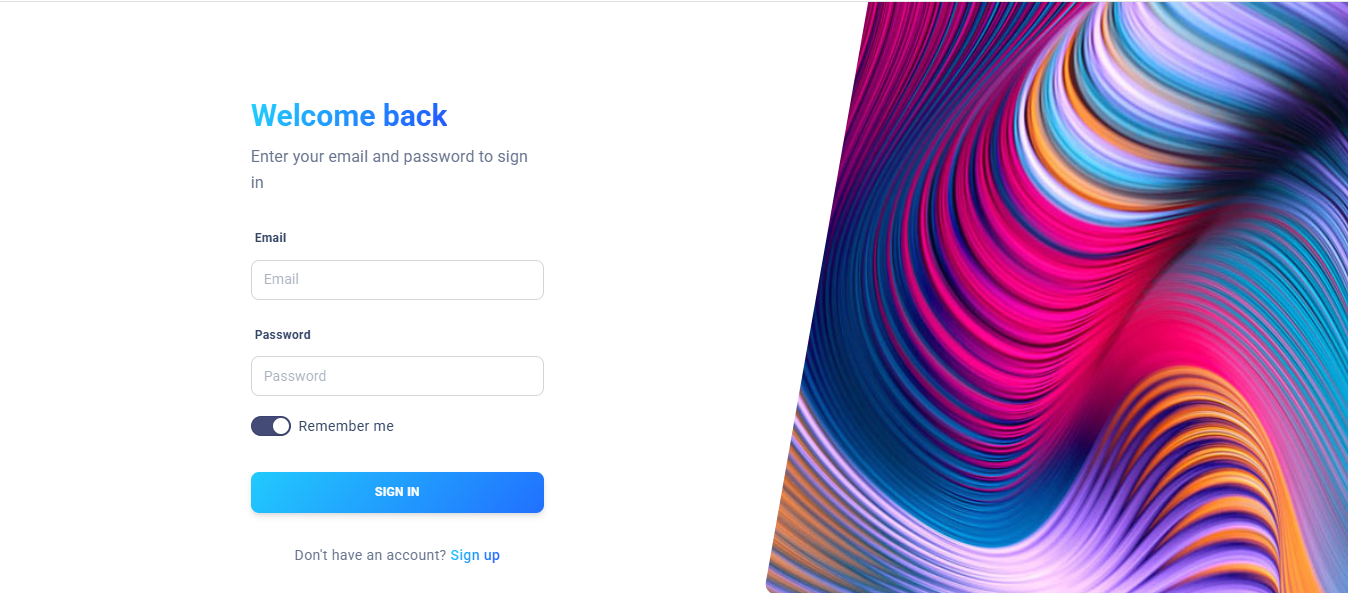 Welcome back
Enter your email and password to sign
in
Email
Email
Password
Password
Remember me
SIGN IN
Don't have an account? Sign up